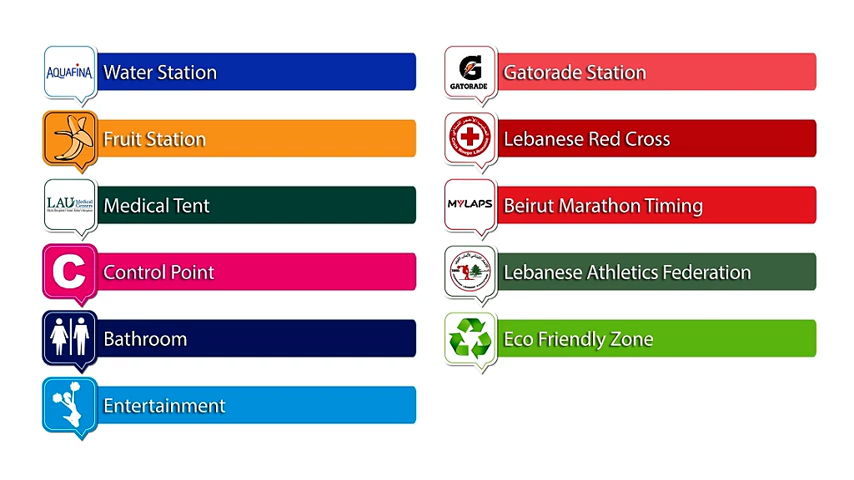 AQUAFINA
Water Station
Fruit Station
LAU Medical Centers
Medical Tent
C
Control Point
Bathroom
Entertainment
G
GATORADE
Gatorade Station
Lebanese Red Cross
MYLAPS
Beirut Marathon Timing
Lebanese Athletics Federation
Eco Friendly Zone